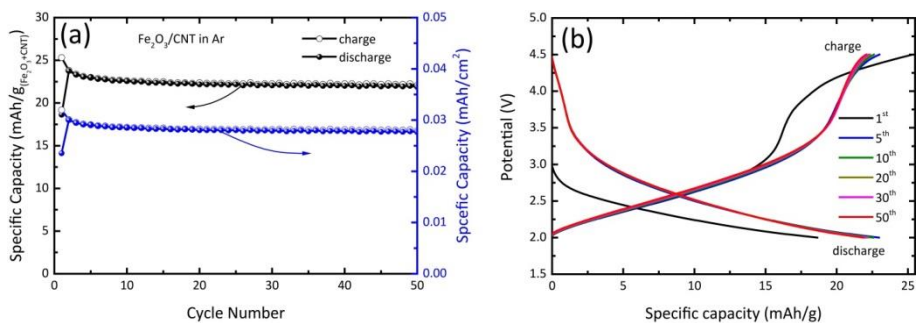 (a)
Fe₂O₃/CNT in Ar
charge
discharge
30
25
20
15
10
5
0
0.05
0.04
0.03
0.02
0.01
0.00
0
10
20
30
40
50
Specific Capacity (mAh/g(Fe₂O₃+CNT))
Spcefic Capacity (mAh/cm²)
Cycle Number
(b)
charge
1st
5th
10th
20th
30th
50th
discharge
5.0
4.5
4.0
3.5
3.0
2.5
2.0
1.5
0
5
10
15
20
25
Potential (V)
Specific capacity (mAh/g)